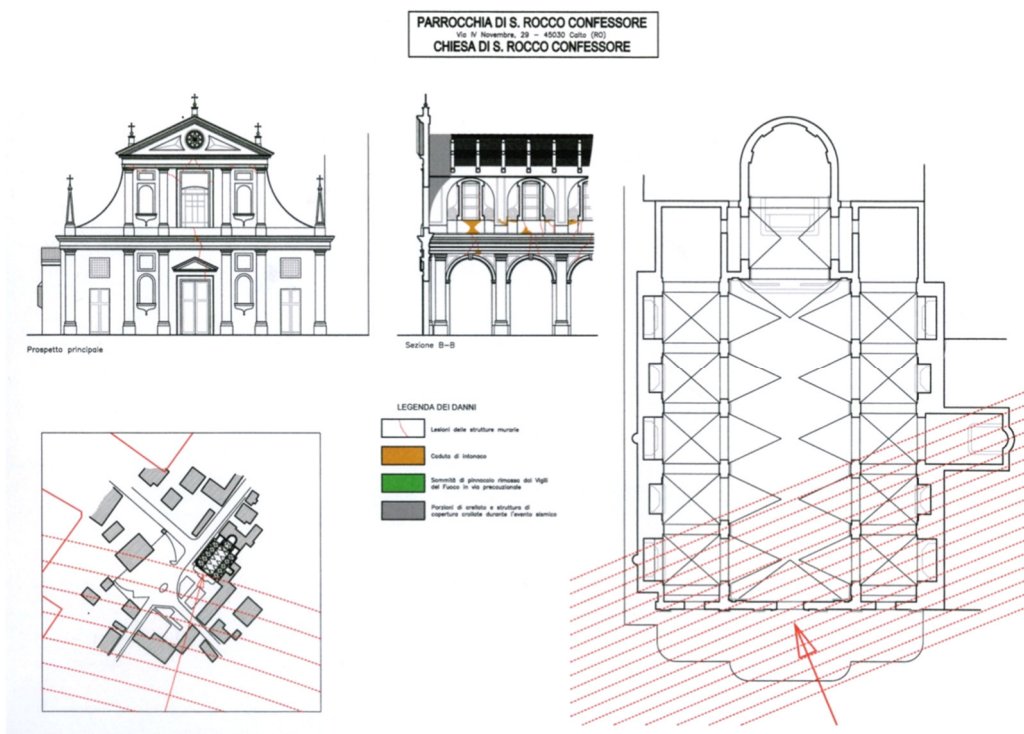 PARROCCHIA DI S. ROCCO CONFESSORE
Via IV Novembre, 29 - 45030 Calto (RO)
CHIESA DI S. ROCCO CONFESSORE
Prospetto principale
Sezione B-B
LEGENDA DEI DANNI
Lesioni delle strutture murarie
Caduta di intonaco
Sommità di pinnacolo rimossa dai Vigili
del Fuoco in via precauzionale
Porzioni di arellato e struttura di
copertura crollate durante l'evento sismico